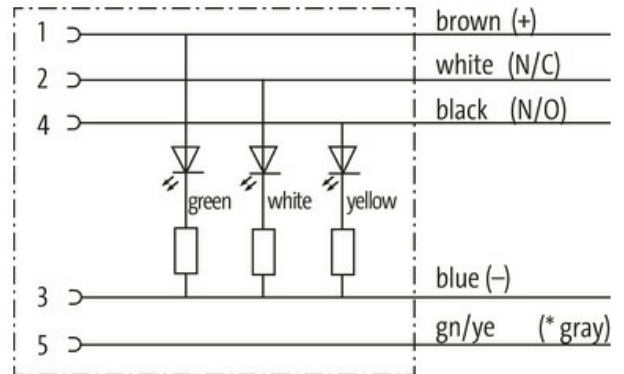 1 brown (+)
2 white (N/C)
4 black (N/O)
green white yellow
3 blue (–)
5 gn/ye (* gray)